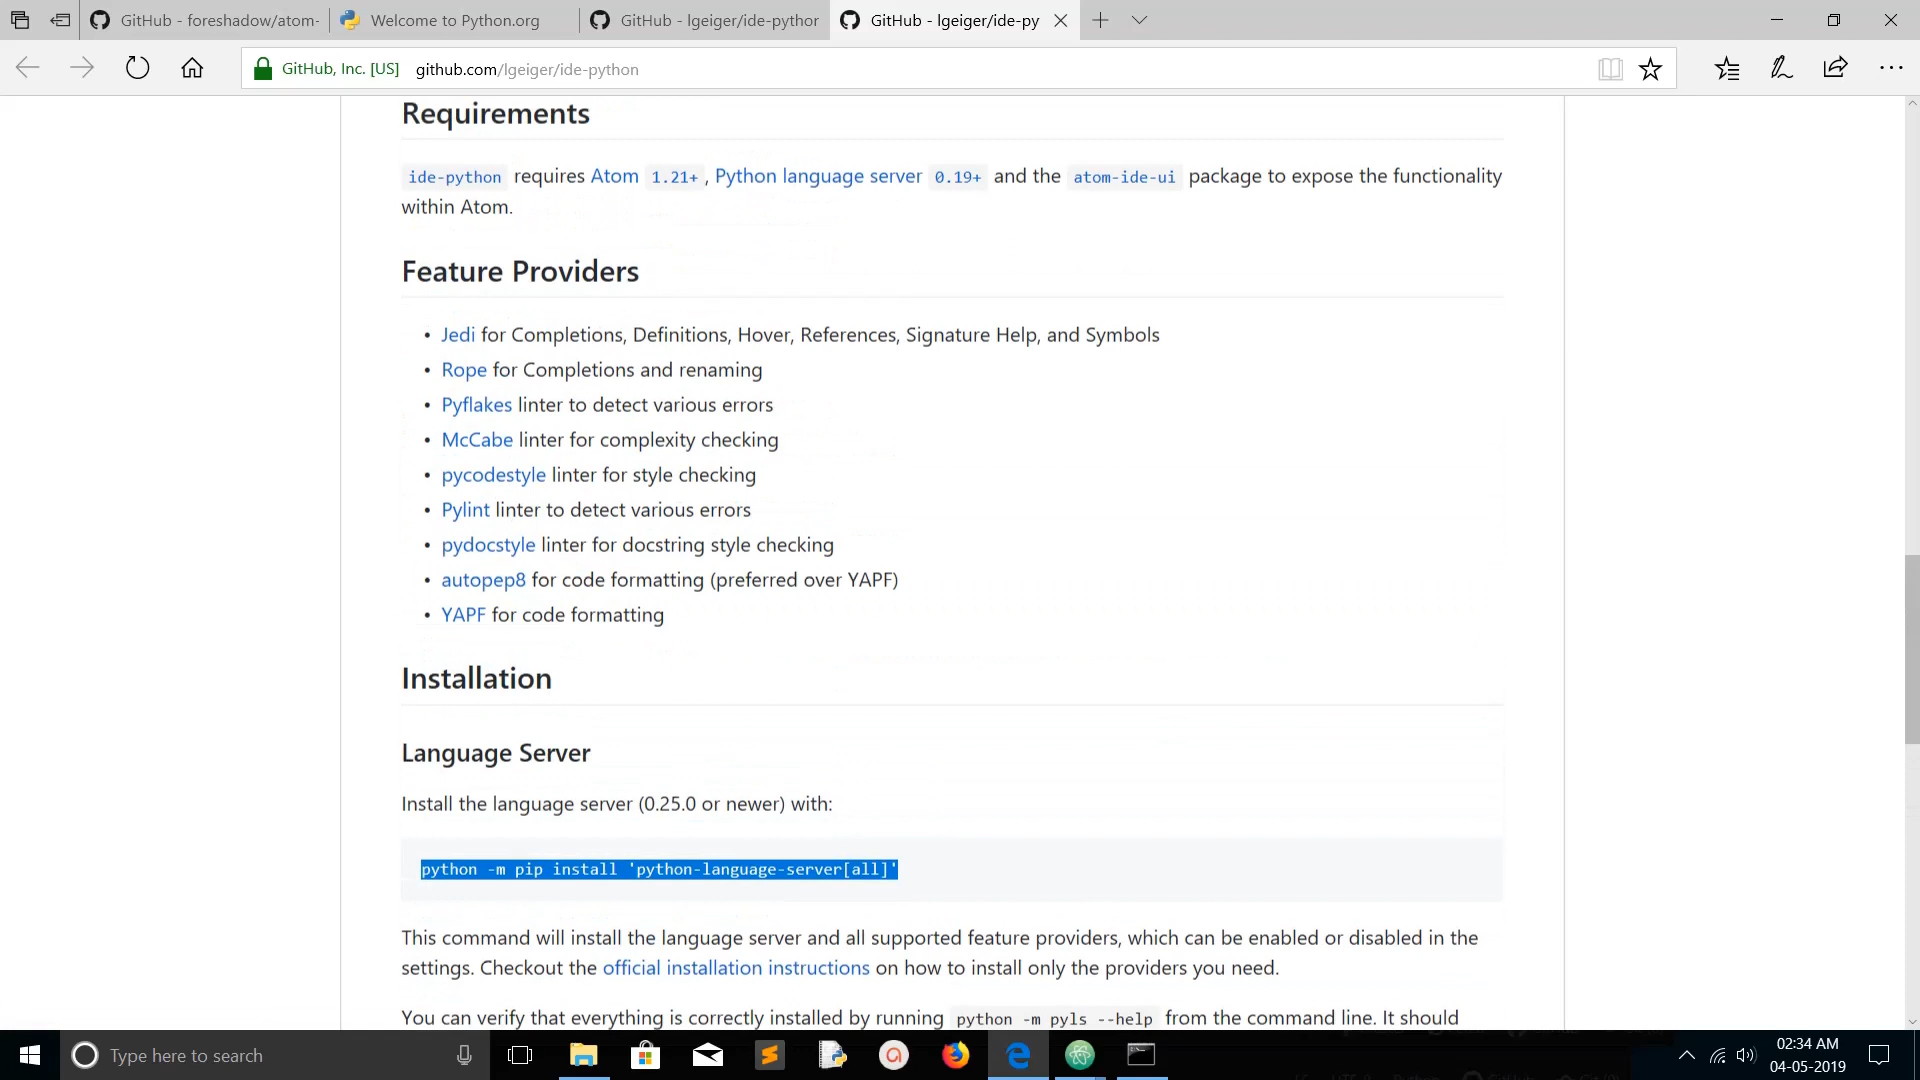 GitHub - foreshadow/atom-
Welcome to Python.org
GitHub - lgeiger/ide-pythor
GitHub - lgeiger/ide-py
GitHub, Inc. [US]
github.com/lgeiger/ide-python
Requirements
ide-python requires Atom 1.21+ , Python language server 0.19+ and the atom-ide-ui package to expose the functionality
within Atom.
Feature Providers
• Jedi for Completions, Definitions, Hover, References, Signature Help, and Symbols
• Rope for Completions and renaming
• Pyflakes linter to detect various errors
• McCabe linter for complexity checking
• pycodestyle linter for style checking
• Pylint linter to detect various errors
• pydocstyle linter for docstring style checking
• autopep8 for code formatting (preferred over YAPF)
• YAPF for code formatting
Installation
Language Server
Install the language server (0.25.0 or newer) with:
python -m pip install 'python-language-server[all]'
This command will install the language server and all supported feature providers, which can be enabled or disabled in the
settings. Checkout the official installation instructions on how to install only the providers you need.
You can verify that everything is correctly installed by running python -m pyls --help from the command line. It should
Type here to search
02:34 AM
04-05-2019